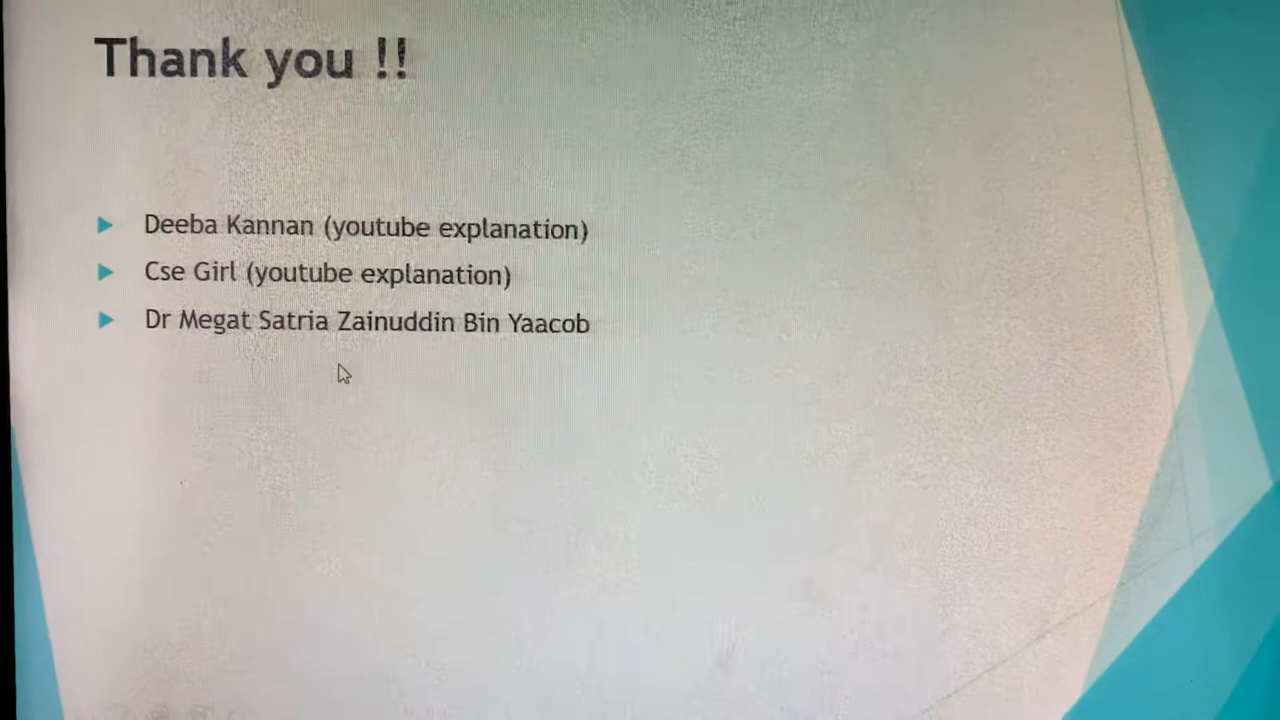 Thank you !!
Deeba Kannan (youtube explanation)
Cse Girl (youtube explanation)
Dr Megat Satria Zainuddin Bin Yaacob